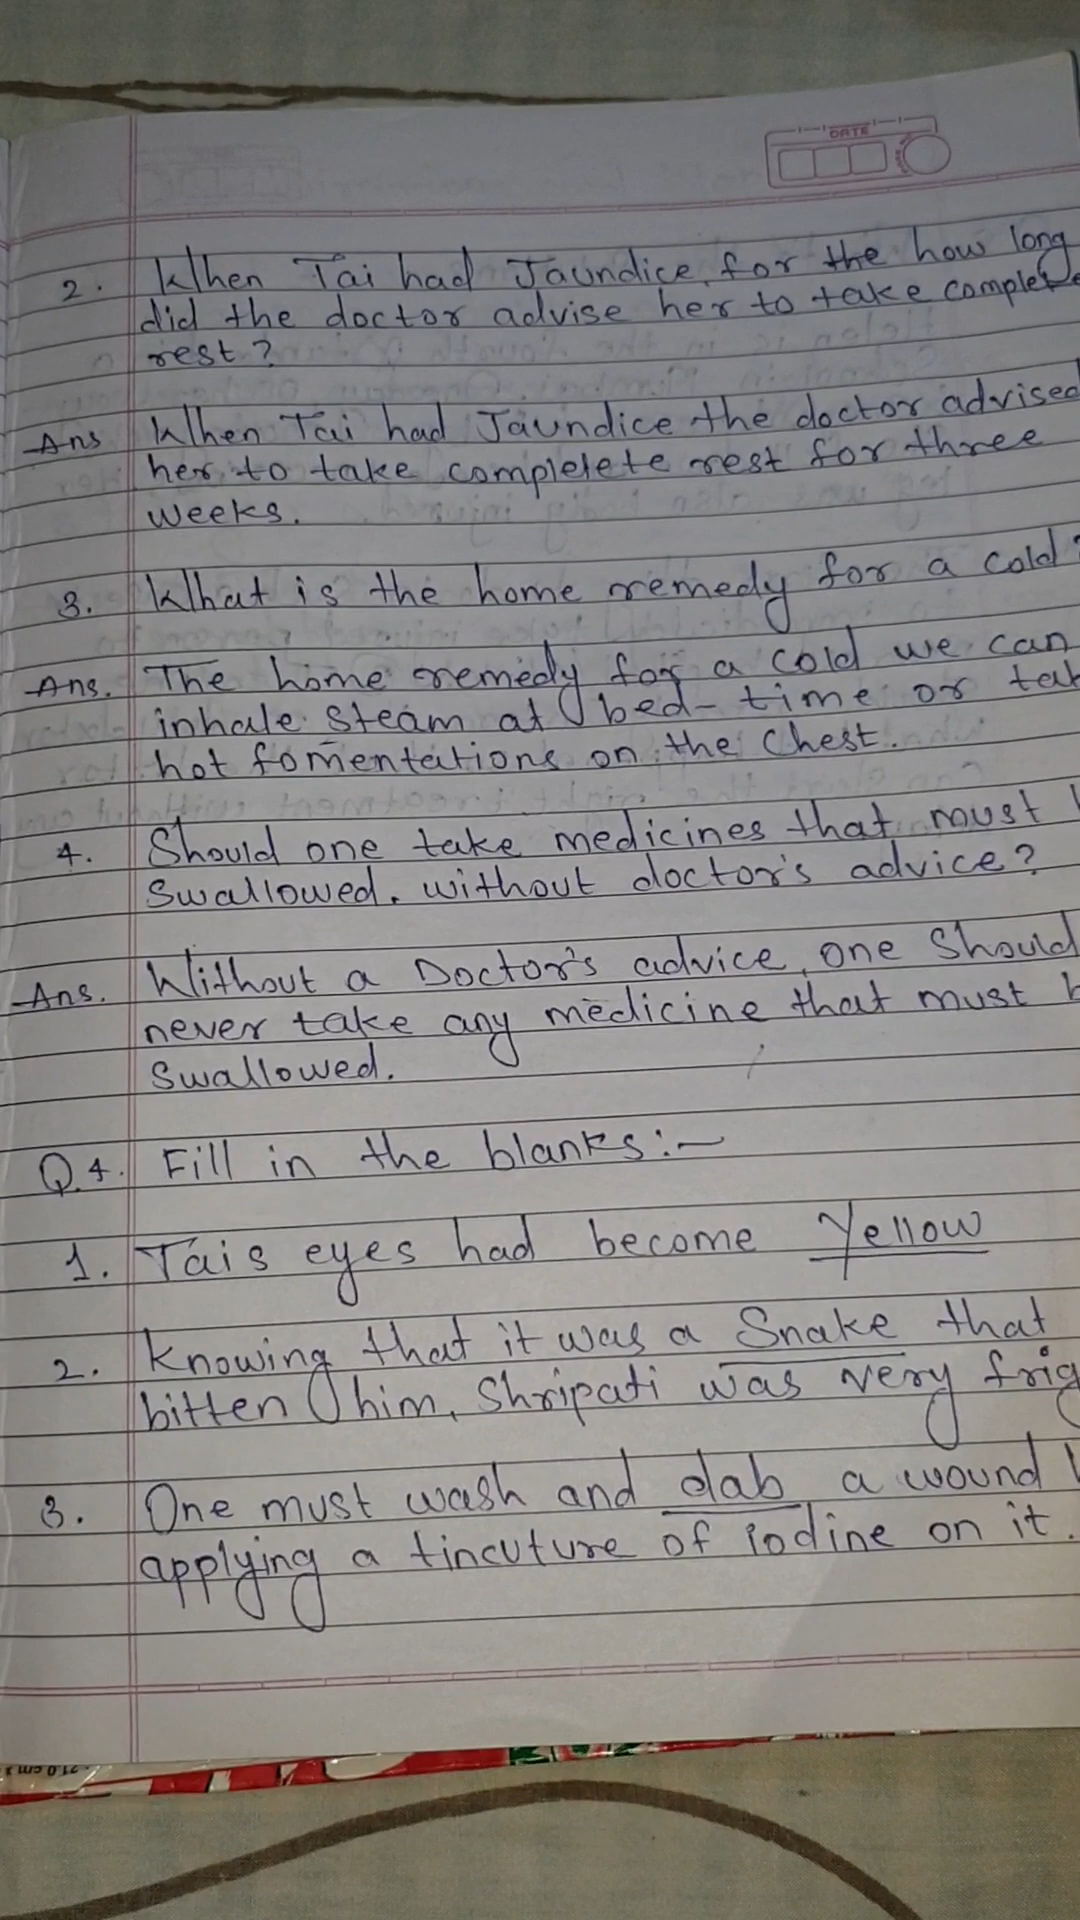 DATE
2. When Tai had Jaundice, for the how long
did the doctor advise her to take complete
rest?
Ans When Tai had Jaundice the doctor advised
her to take compleletete rest for three
weeks.
3. What is the home remedy for a cold?
Ans. The home remedy for a cold we can
inhale steam at bed-time or
hot fomentations on the chest.
4. Should one take medicines that must
Swallowed. without doctor's advice?
Ans. Without a Doctor's advice, one Should
never take any medicine that must
Swallowed.
Q.4. Fill in the blanks:-
1. Tais eyes had become Yellow
2. Knowing that it was a Snake that
bitten him, Shripati was very
3. One must wash and dab a wound
applying a tincuture of iodine on it.
21.0 cm